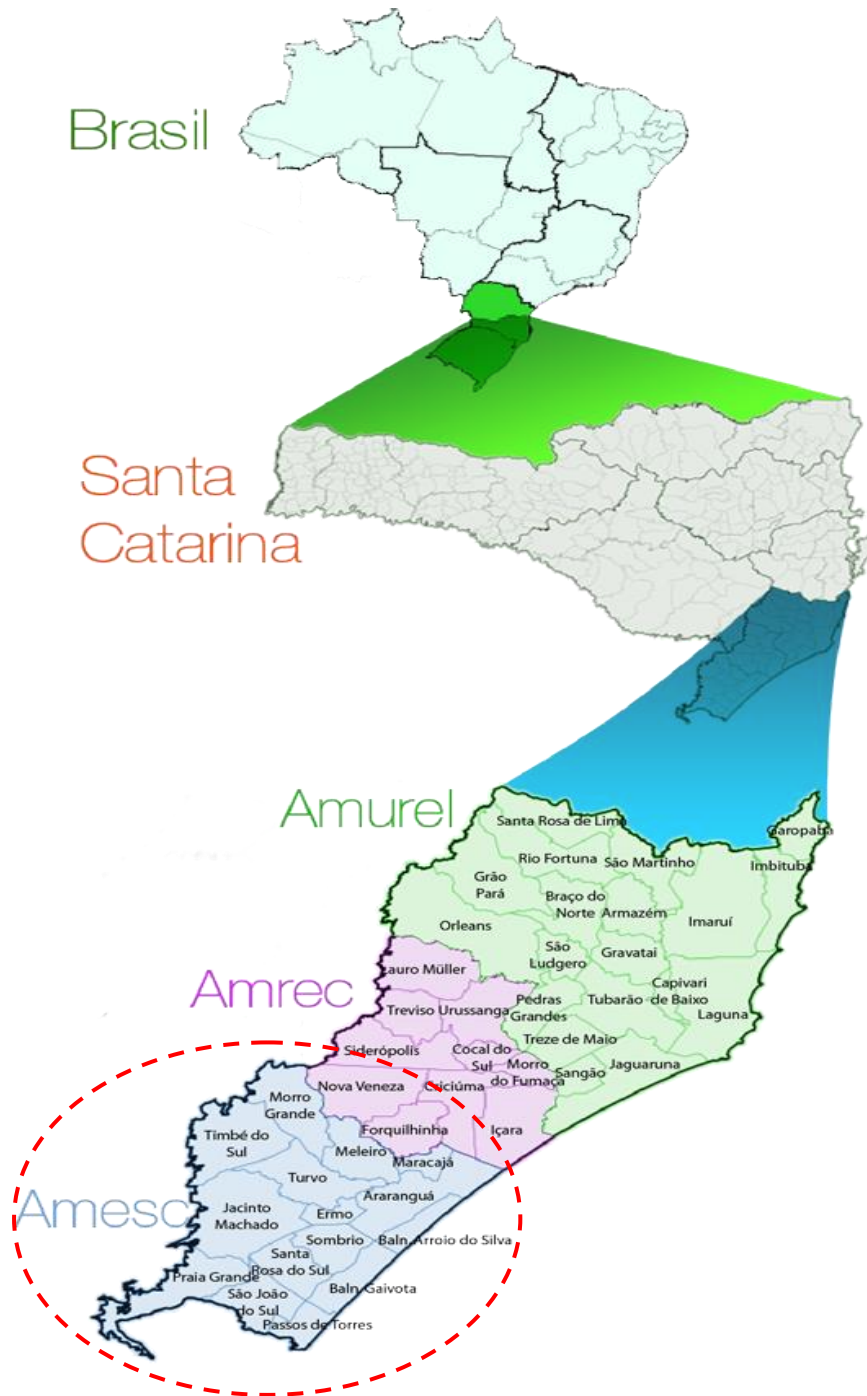 Brasil
Santa
Catarina
Amurel
Santa Rosa de Lima
Garopaba
Rio Fortuna
São Martinho
Imbituba
Grão
Pará
Braço do
Norte
Armazém
Imaruí
Orleans
São
Ludgero
Gravatai
Amrec
Lauro Müller
Capivari
de Baixo
Treviso
Urussanga
Pedras
Grandes
Tubarão
Laguna
Treze de Maio
Siderópolis
Cocal do
Sul
Morro
do Fumaça
Sangão
Jaguaruna
Nova Veneza
Criciúma
Morro
Grande
Forquilhinha
Içara
Timbé do
Sul
Meleiro
Maracajá
Turvo
Amesc
Araranguá
Jacinto
Machado
Ermo
Sombrio
Baln. Arroio do Silva
Santa
Rosa do Sul
Praia Grande
Baln. Gaivota
São João
do Sul
Passos de Torres